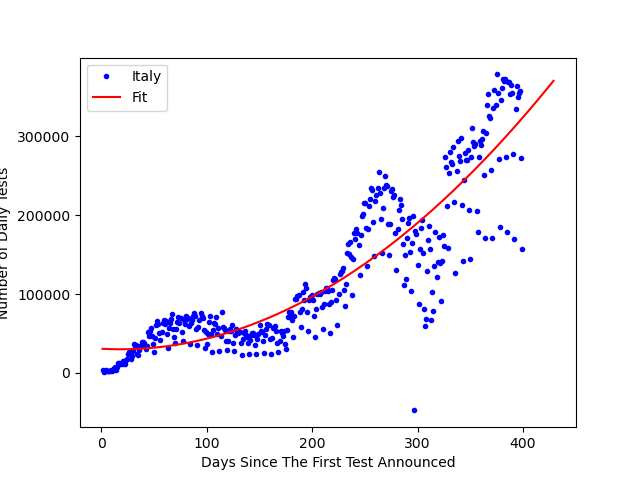 Italy
Fit
Number of Daily Tests
300000
200000
100000
0
0 100 200 300 400
Days Since The First Test Announced